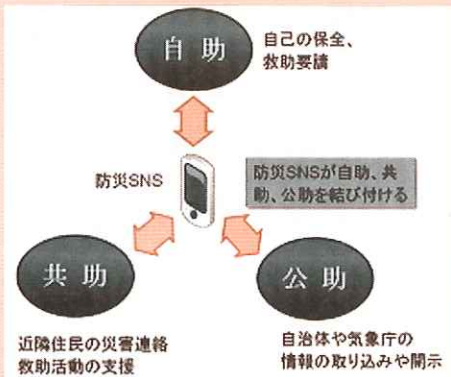 自助
自己の保全、
救助要請
防災SNS
防災SNSが自助、共
助、公助を結び付ける
共助
公助
近隣住民の災害連絡
救助活動の支援
自治体や気象庁の
情報の取り込みや開示